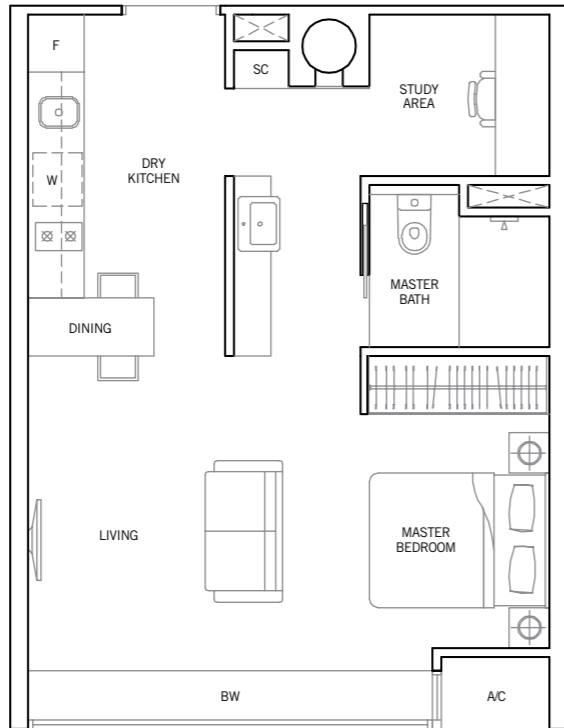 F
SC
STUDY
AREA
DRY
KITCHEN
W
MASTER
BATH
DINING
LIVING
MASTER
BEDROOM
BW
A/C